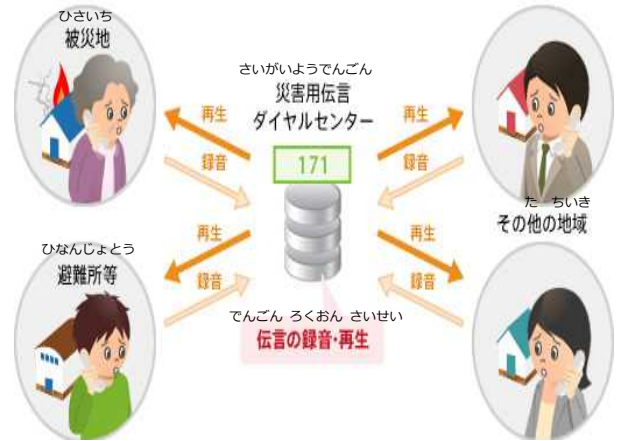 ひさいち
被災地
さいがいようでんごん
災害用伝言
ダイヤルセンター
171
再生
録音
再生
録音
再生
録音
再生
録音
ひなんじょとう
避難所等
た ちいき
その他の地域
でんごん ろくおん さいせい
伝言の録音・再生